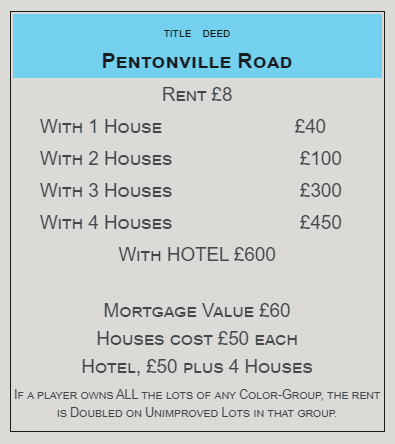 TITLE DEED
PENTONVILLE ROAD
RENT £8
WITH 1 HOUSE £40
WITH 2 HOUSES £100
WITH 3 HOUSES £300
WITH 4 HOUSES £450
WITH HOTEL £600
MORTGAGE VALUE £60
HOUSES COST £50 EACH
HOTEL, £50 PLUS 4 HOUSES
IF A PLAYER OWNS ALL THE LOTS OF ANY COLOR-GROUP, THE RENT
IS DOUBLED ON UNIMPROVED LOTS IN THAT GROUP.